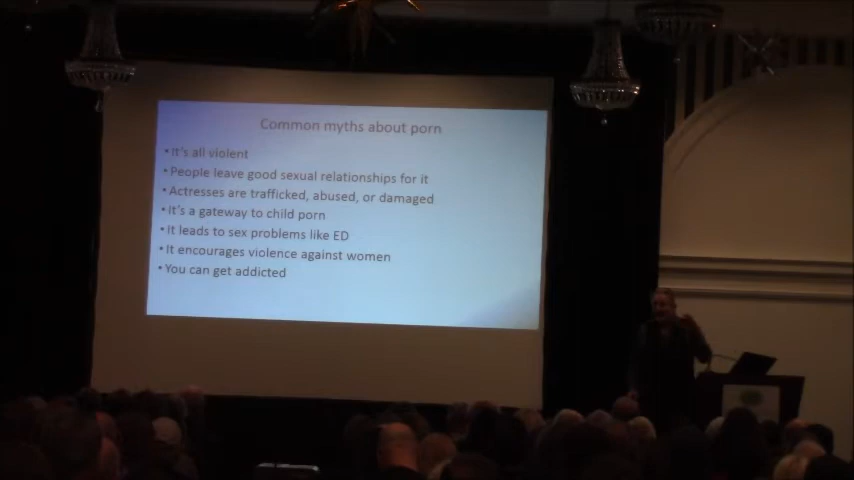 Common myths about porn
• It's all violent
• People leave good sexual relationships for it
• Actresses are trafficked, abused, or damaged
• It's a gateway to child porn
• It leads to sex problems like ED
• It encourages violence against women
• You can get addicted